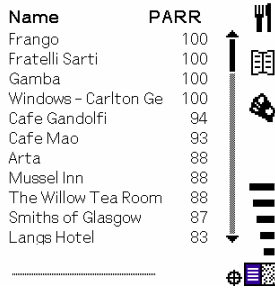 Name PARR
Frango 100
Fratelli Sarti 100
Gamba 100
Windows - Carlton Ge 100
Cafe Gandolfi 94
Cafe Mao 93
Arta 88
Mussel Inn 88
The Willow Tea Room 88
Smiths of Glasgow 87
Langs Hotel 83